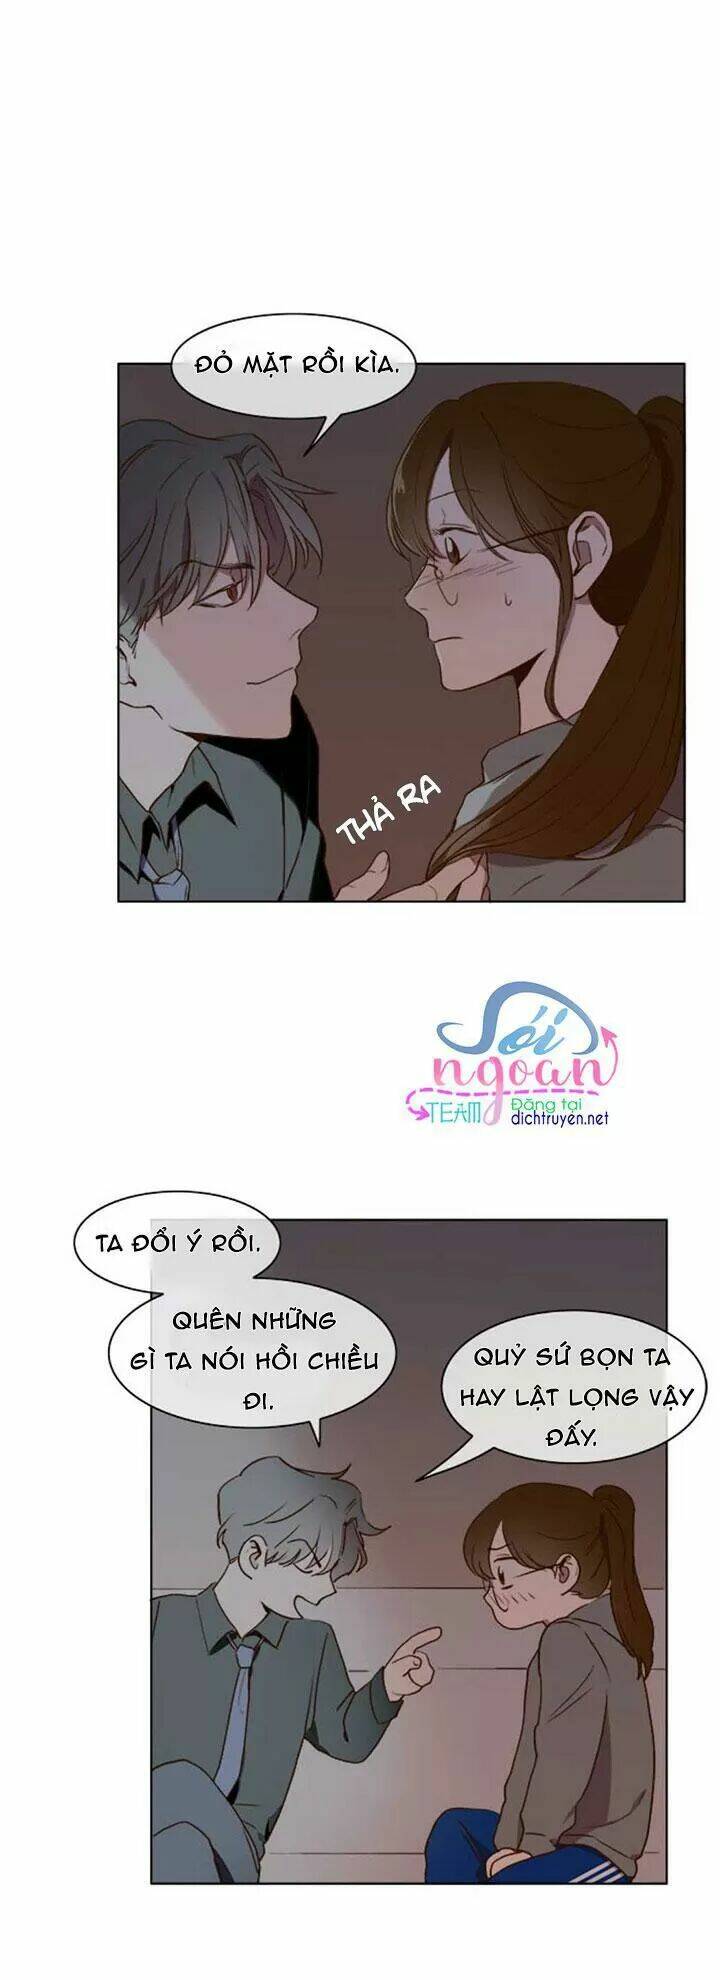 ĐỎ MẶT RỒI KÌA.
THẢ RA
Sói
ngoan
TEAM Đăng tại
dichtruyen.net
TA ĐỔI Ý RỒI.
QUÊN NHỮNG
GÌ TA NÓI HỒI CHIỀU
ĐI.
QUỶ SỨ BỌN TA
HAY LẬT LỌNG VẬY
ĐẤY.